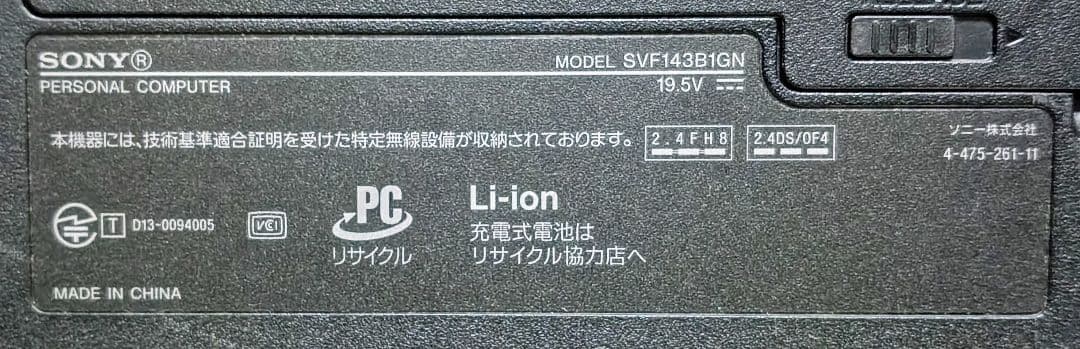 SONY®
MODEL SVF143B1GN
PERSONAL COMPUTER
19.5V
本機器には、技術基準適合証明を受けた特定無線設備が収納されております。
2.4FH8
2.4DS/OF4
ソニー株式会社
4-475-261-11
T D13-0094005
VCI
PC
リサイクル
Li-ion
充電式電池は
リサイクル協力店へ
MADE IN CHINA